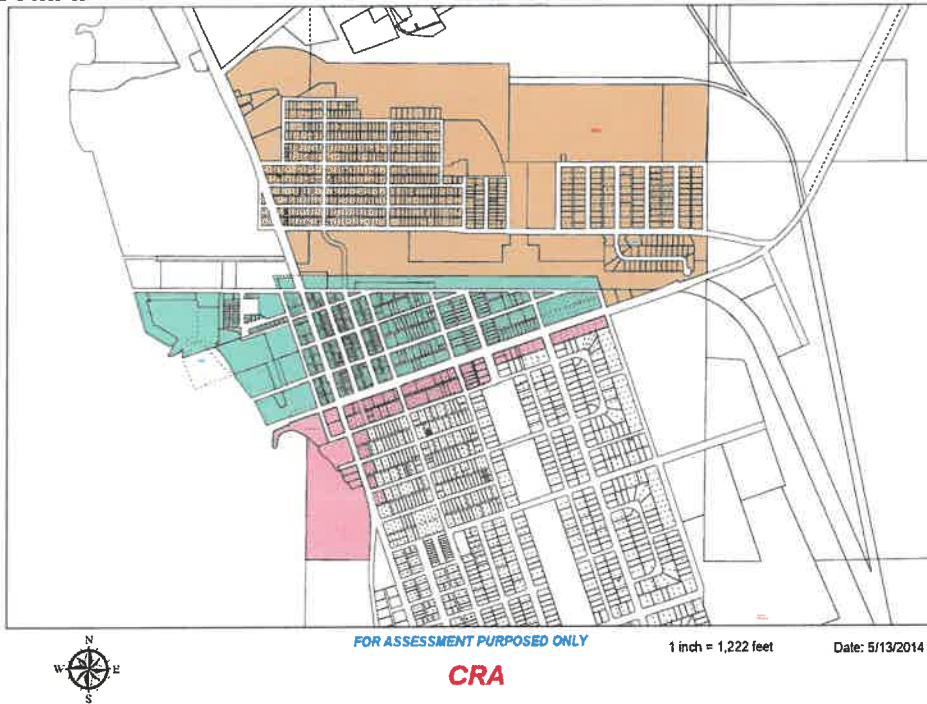 N
W E
S
FOR ASSESSMENT PURPOSED ONLY
CRA
1 inch = 1,222 feet
Date: 5/13/2014